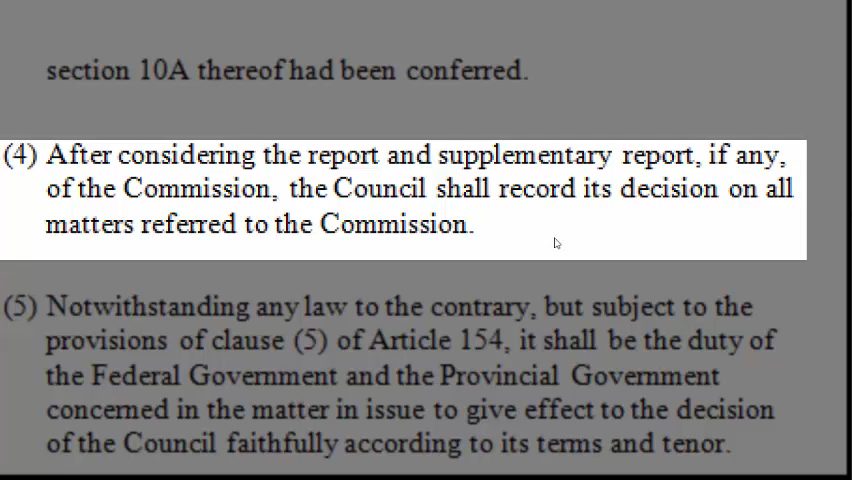 section 10A thereof had been conferred.
(4) After considering the report and supplementary report, if any,
of the Commission, the Council shall record its decision on all
matters referred to the Commission.
(5) Notwithstanding any law to the contrary, but subject to the
provisions of clause (5) of Article 154, it shall be the duty of
the Federal Government and the Provincial Government
concerned in the matter in issue to give effect to the decision
of the Council faithfully according to its terms and tenor.